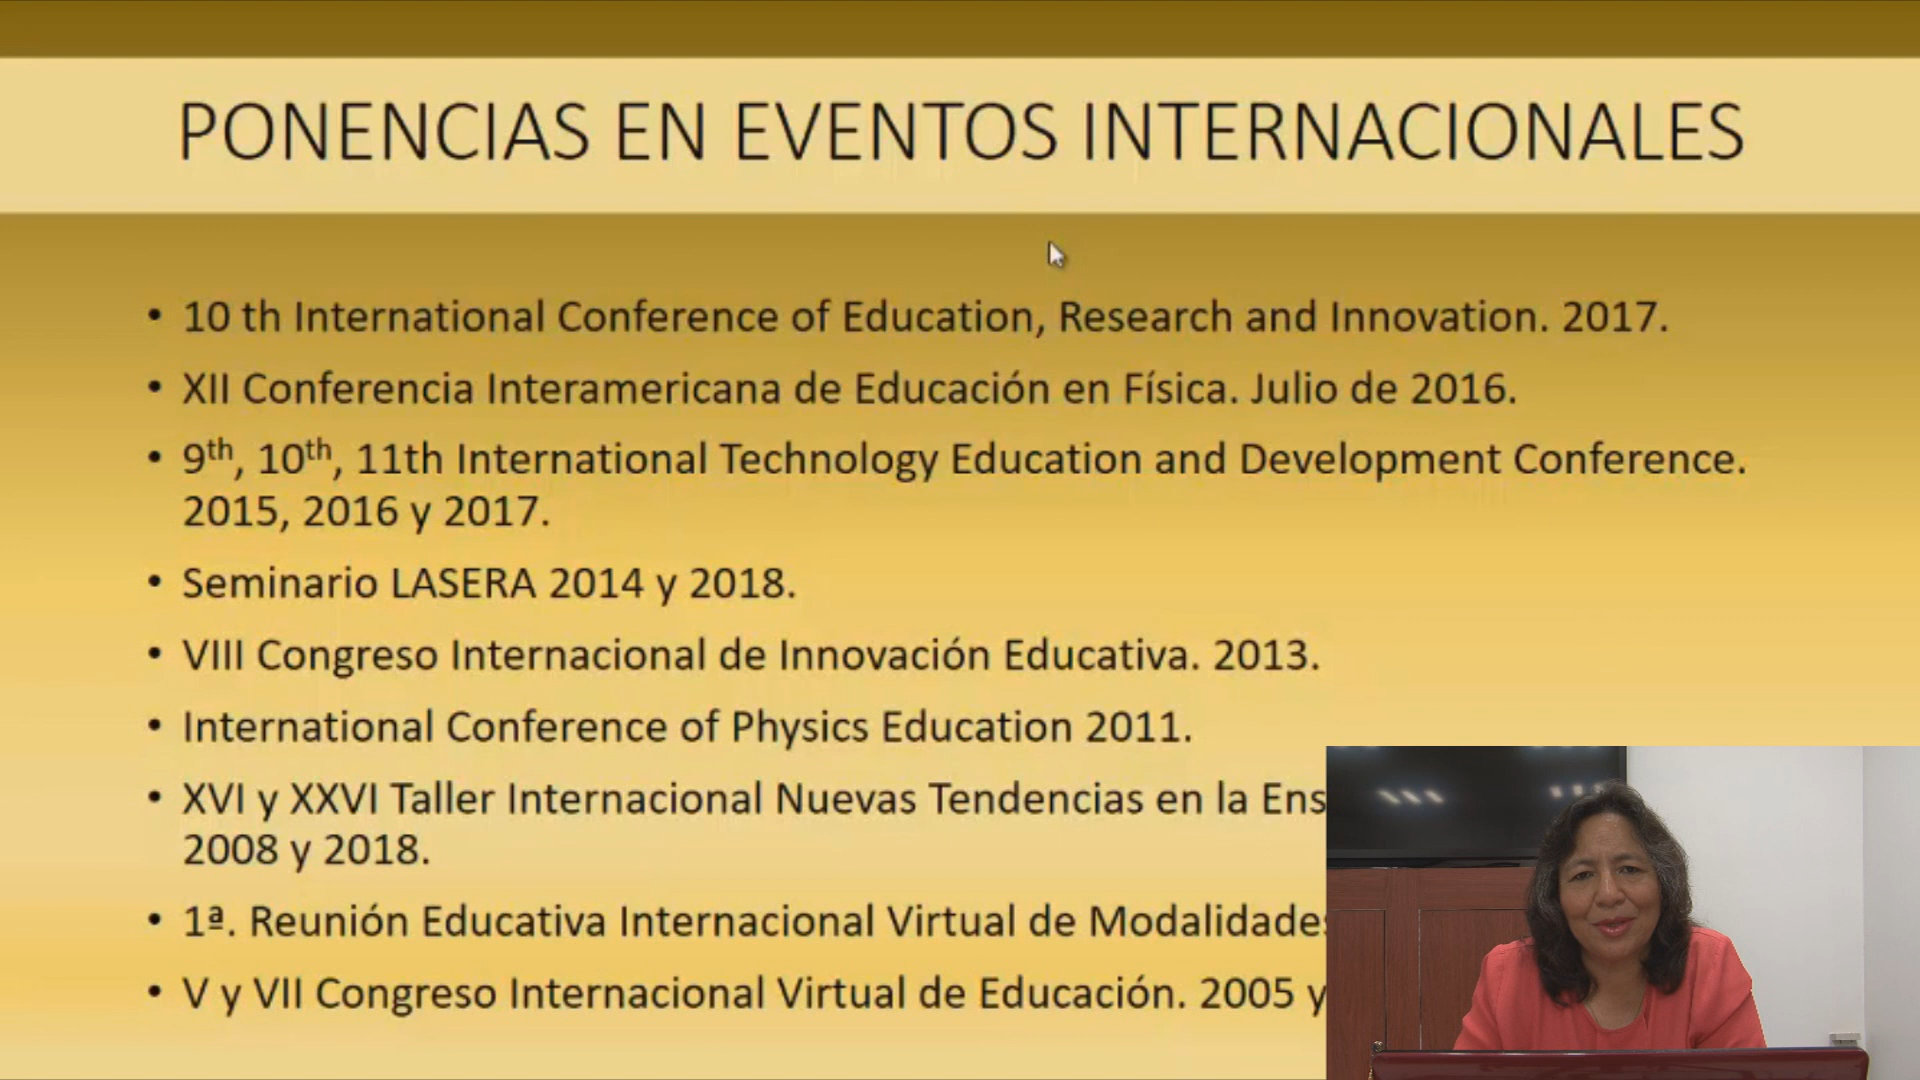 PONENCIAS EN EVENTOS INTERNACIONALES
• 10 th International Conference of Education, Research and Innovation. 2017.
• XII Conferencia Interamericana de Educación en Física. Julio de 2016.
• 9th, 10th, 11th International Technology Education and Development Conference.
2015, 2016 y 2017.
• Seminario LASERA 2014 y 2018.
• VIII Congreso Internacional de Innovación Educativa. 2013.
• International Conference of Physics Education 2011.
• XVI y XXVI Taller Internacional Nuevas Tendencias en la Ens
2008 y 2018.
• 1ª. Reunión Educativa Internacional Virtual de Modalidades
• V y VII Congreso Internacional Virtual de Educación. 2005 y